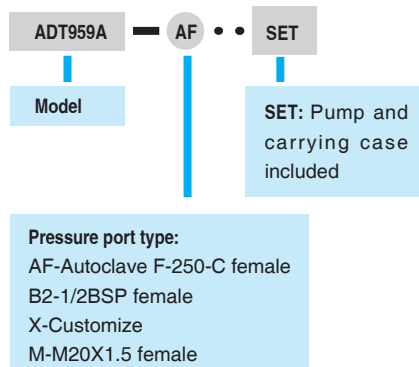 ADT959A — AF • • SET
Model
SET: Pump and
carrying case
included
Pressure port type:
AF-Autoclave F-250-C female
B2-1/2BSP female
X-Customize
M-M20X1.5 female